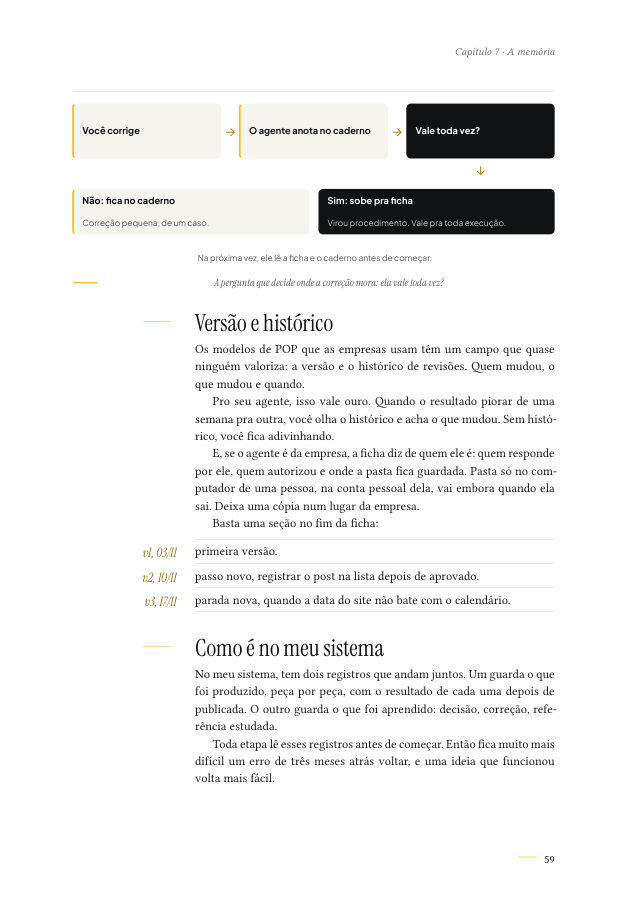 Capítulo 7 · A memória
Você corrige
→
O agente anota no caderno
→
Vale toda vez?
↓
Não: fica no caderno
Correção pequena, de um caso.
Sim: sobe pra ficha
Virou procedimento. Vale pra toda execução.
Na próxima vez, ele lê a ficha e o caderno antes de começar.
A pergunta que decide onde a correção mora: ela vale toda vez?
Versão e histórico
Os modelos de POP que as empresas usam têm um campo que quase
ninguém valoriza: a versão e o histórico de revisões. Quem mudou, o
que mudou e quando.
Pro seu agente, isso vale ouro. Quando o resultado piorar de uma
semana pra outra, você olha o histórico e acha o que mudou. Sem histó-
rico, você fica adivinhando.
E, se o agente é da empresa, a ficha diz de quem ele é: quem responde
por ele, quem autorizou e onde a pasta fica guardada. Pasta só no com-
putador de uma pessoa, na conta pessoal dela, vai embora quando ela
sai. Deixa uma cópia num lugar da empresa.
Basta uma seção no fim da ficha:
v1, 03/11 primeira versão.
v2, 10/11 passo novo, registrar o post na lista depois de aprovado.
v3, 17/11 parada nova, quando a data do site não bate com o calendário.
Como é no meu sistema
No meu sistema, tem dois registros que andam juntos. Um guarda o que
foi produzido, peça por peça, com o resultado de cada uma depois de
publicada. O outro guarda o que foi aprendido: decisão, correção, refe-
rência estudada.
Toda etapa lê esses registros antes de começar. Então fica muito mais
difícil um erro de três meses atrás voltar, e uma ideia que funcionou
volta mais fácil.
59